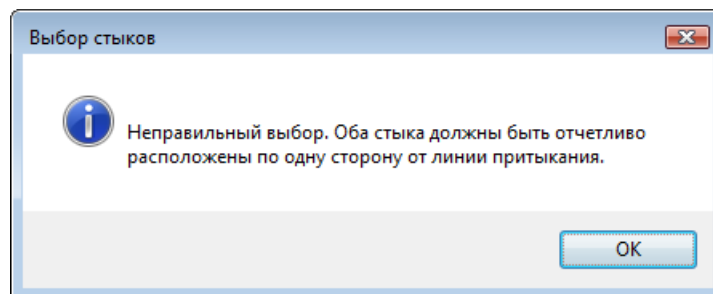 Выбор стыков
Неправильный выбор. Оба стыка должны быть отчетливо
расположены по одну сторону от линии притыкания.
OK